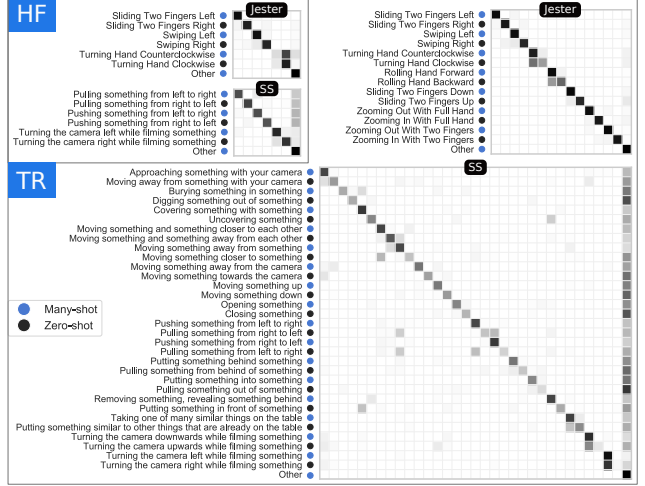 HF
Jester
Sliding Two Fingers Left
Sliding Two Fingers Right
Swiping Left
Swiping Right
Turning Hand Counterclockwise
Turning Hand Clockwise
Other
SS
Pulling something from left to right
Pulling something from right to left
Pushing something from left to right
Pushing something from right to left
Turning the camera left while filming something
Turning the camera right while filming something
Other
Jester
Sliding Two Fingers Left
Sliding Two Fingers Right
Swiping Left
Swiping Right
Turning Hand Counterclockwise
Turning Hand Clockwise
Rolling Hand Forward
Rolling Hand Backward
Sliding Two Fingers Down
Sliding Two Fingers Up
Zooming Out With Full Hand
Zooming In With Full Hand
Zooming Out With Two Fingers
Zooming In With Two Fingers
Other
TR
SS
Approaching something with your camera
Moving away from something with your camera
Burying something in something
Digging something out of something
Covering something with something
Uncovering something
Moving something and something closer to each other
Moving something and something away from each other
Moving something away from something
Moving something closer to something
Moving something away from the camera
Moving something towards the camera
Moving something up
Moving something down
Opening something
Closing something
Pushing something from left to right
Pulling something from right to left
Pushing something from right to left
Pulling something from left to right
Putting something behind something
Pulling something from behind of something
Putting something into something
Pulling something out of something
Removing something, revealing something behind
Putting something in front of something
Taking one of many similar things on the table
Putting something similar to other things that are already on the table
Turning the camera downwards while filming something
Turning the camera upwards while filming something
Turning the camera left while filming something
Turning the camera right while filming something
Other
Many-shot
Zero-shot